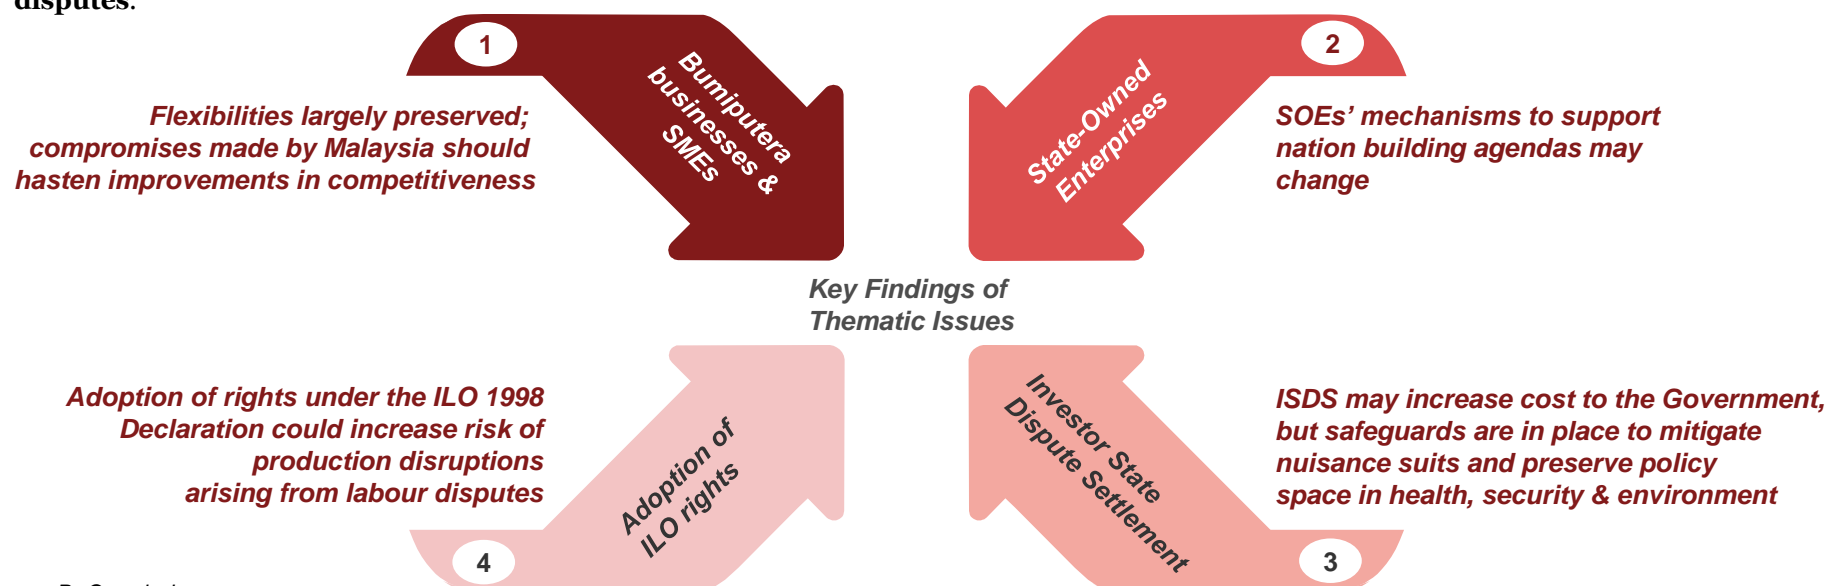 disputes.
1
Bumiputera
businesses &
SMEs
2
State-Owned
Enterprises
Flexibilities largely preserved;
compromises made by Malaysia should
hasten improvements in competitiveness
SOEs’ mechanisms to support
nation building agendas may
change
Key Findings of
Thematic Issues
Adoption of rights under the ILO 1998
Declaration could increase risk of
production disruptions
arising from labour disputes
Adoption of
ILO rights
4
Investor State
Dispute Settlement
3
ISDS may increase cost to the Government,
but safeguards are in place to mitigate
nuisance suits and preserve policy
space in health, security & environment